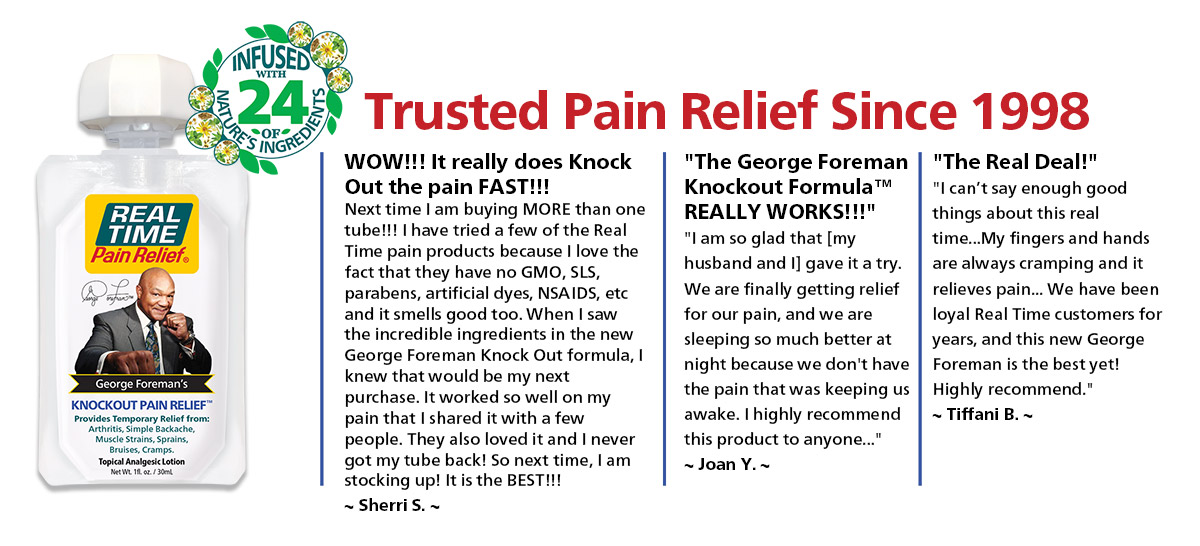 INFUSED
WITH
24
OF
NATURE'S INGREDIENTS
REAL
TIME
Pain Relief®
George Foreman
George Foreman's
KNOCKOUT PAIN RELIEF™
Provides Temporary Relief from:
Arthritis, Simple Backache,
Muscle Strains, Sprains,
Bruises, Cramps.
Topical Analgesic Lotion
Net Wt. 1fl. oz. / 30mL
Trusted Pain Relief Since 1998
WOW!!! It really does Knock
Out the pain FAST!!!
Next time I am buying MORE than one
tube!!! I have tried a few of the Real
Time pain products because I love the
fact that they have no GMO, SLS,
parabens, artificial dyes, NSAIDS, etc
and it smells good too. When I saw
the incredible ingredients in the new
George Foreman Knock Out formula, I
knew that would be my next
purchase. It worked so well on my
pain that I shared it with a few
people. They also loved it and I never
got my tube back! So next time, I am
stocking up! It is the BEST!!!
~ Sherri S. ~
"The George Foreman
Knockout Formula™
REALLY WORKS!!!"
"I am so glad that [my
husband and I] gave it a try.
We are finally getting relief
for our pain, and we are
sleeping so much better at
night because we don't have
the pain that was keeping us
awake. I highly recommend
this product to anyone..."
~ Joan Y. ~
"The Real Deal!"
"I can’t say enough good
things about this real
time...My fingers and hands
are always cramping and it
relieves pain... We have been
loyal Real Time customers for
years, and this new George
Foreman is the best yet!
Highly recommend."
~ Tiffani B. ~